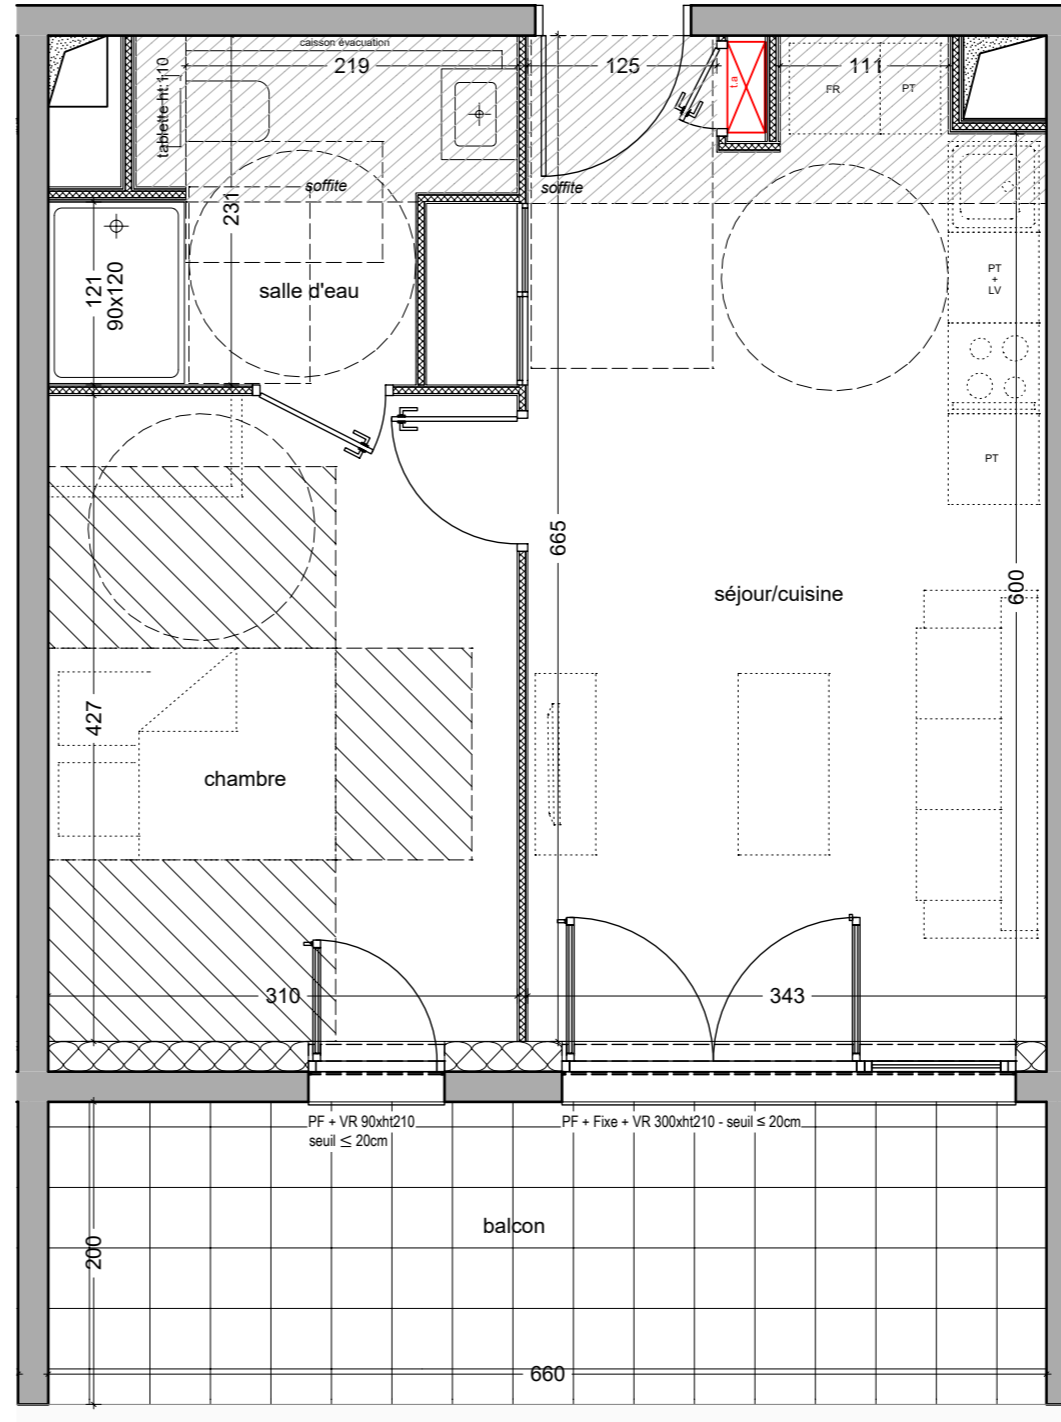 caisson évacuation
219
125
111
tablette ht:110
t.a
FR
PT
soffite
soffite
231
121
90x120
salle d'eau
PT
+
LV
PT
665
600
séjour/cuisine
427
chambre
310
343
PF + VR 90xht210
seuil ≤ 20cm
PF + Fixe + VR 300xht210 - seuil ≤ 20cm
balcon
200
660